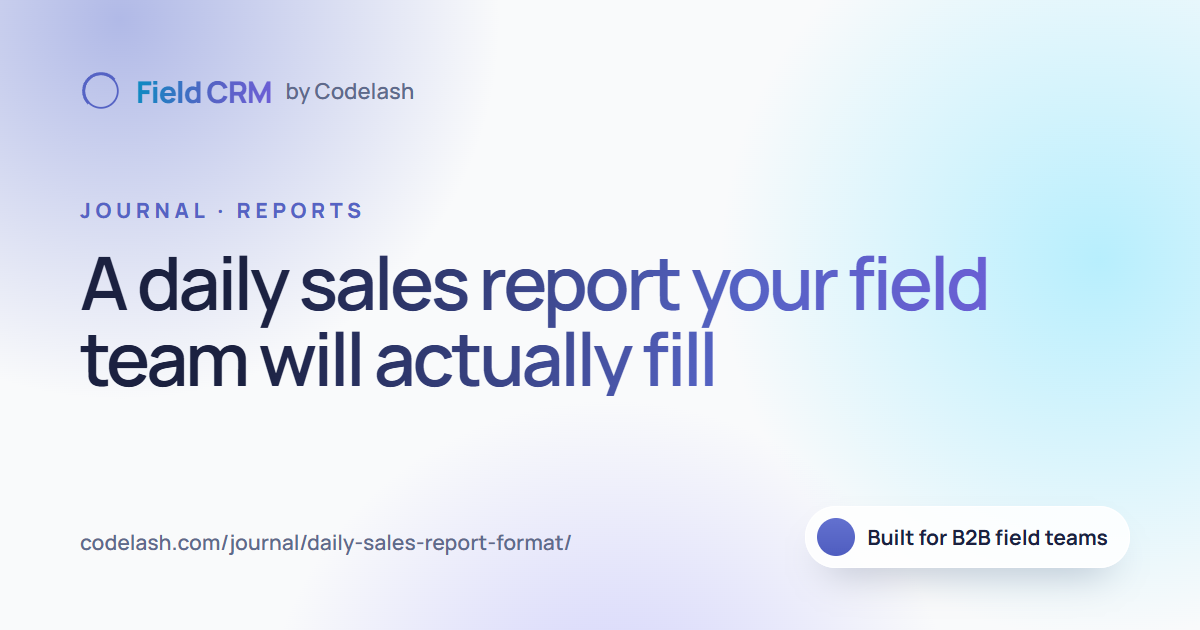 Field CRM by Codelash
JOURNAL · REPORTS
A daily sales report your field
team will actually fill
codelash.com/journal/daily-sales-report-format/
Built for B2B field teams